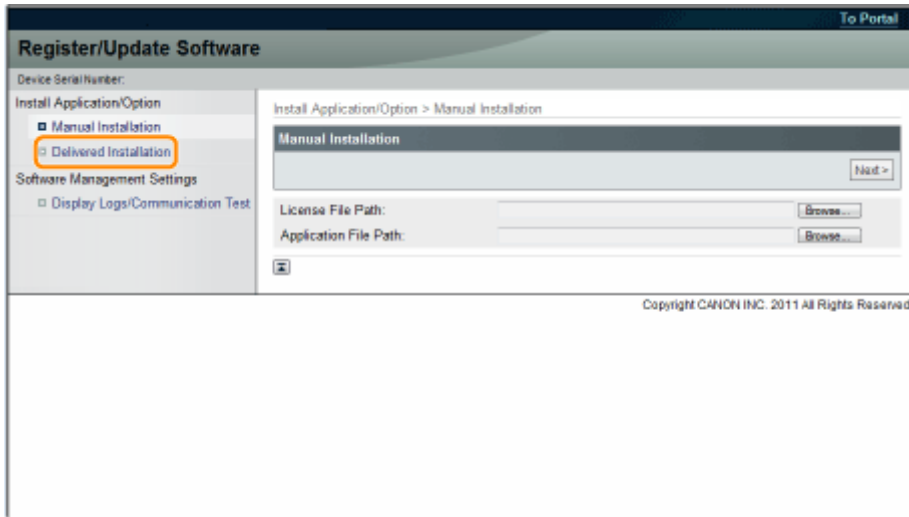 To Portal
Register/Update Software
Device Serial Number:
Install Application/Option
Manual Installation
Delivered Installation
Software Management Settings
Display Logs/Communication Test
Install Application/Option > Manual Installation
Manual Installation
Next >
License File Path:
Browse...
Application File Path:
Browse...
Copyright CANON INC. 2011 All Rights Reserved